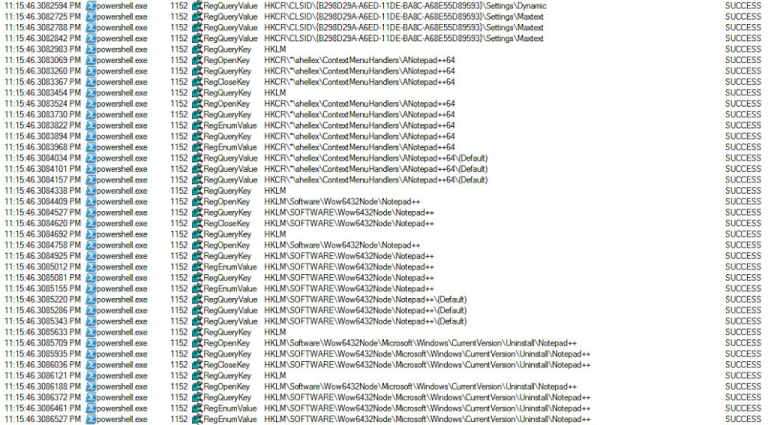 11:15:46.3082594 PM powershell.exe 1152 RegQueryValue HKCR\CLSID\{B298D29A-A6ED-11DE-BA8C-A68E55D89593}\Settings\Dynamic SUCCESS
11:15:46.3082725 PM powershell.exe 1152 RegQueryValue HKCR\CLSID\{B298D29A-A6ED-11DE-BA8C-A68E55D89593}\Settings\Maxtext SUCCESS
11:15:46.3082788 PM powershell.exe 1152 RegQueryValue HKCR\CLSID\{B298D29A-A6ED-11DE-BA8C-A68E55D89593}\Settings\Maxtext SUCCESS
11:15:46.3082842 PM powershell.exe 1152 RegQueryValue HKCR\CLSID\{B298D29A-A6ED-11DE-BA8C-A68E55D89593}\Settings\Maxtext SUCCESS
11:15:46.3082983 PM powershell.exe 1152 RegQueryKey HKLM SUCCESS
11:15:46.3083069 PM powershell.exe 1152 RegOpenKey HKCR\*\shellex\ContextMenuHandlers\ANotepad++64 SUCCESS
11:15:46.3083260 PM powershell.exe 1152 RegQueryKey HKCR\*\shellex\ContextMenuHandlers\ANotepad++64 SUCCESS
11:15:46.3083367 PM powershell.exe 1152 RegCloseKey HKCR\*\shellex\ContextMenuHandlers\ANotepad++64 SUCCESS
11:15:46.3083454 PM powershell.exe 1152 RegQueryKey HKLM SUCCESS
11:15:46.3083524 PM powershell.exe 1152 RegOpenKey HKCR\*\shellex\ContextMenuHandlers\ANotepad++64 SUCCESS
11:15:46.3083730 PM powershell.exe 1152 RegQueryKey HKCR\*\shellex\ContextMenuHandlers\ANotepad++64 SUCCESS
11:15:46.3083822 PM powershell.exe 1152 RegEnumValue HKCR\*\shellex\ContextMenuHandlers\ANotepad++64 SUCCESS
11:15:46.3083894 PM powershell.exe 1152 RegQueryKey HKCR\*\shellex\ContextMenuHandlers\ANotepad++64 SUCCESS
11:15:46.3083968 PM powershell.exe 1152 RegEnumValue HKCR\*\shellex\ContextMenuHandlers\ANotepad++64 SUCCESS
11:15:46.3084034 PM powershell.exe 1152 RegQueryValue HKCR\*\shellex\ContextMenuHandlers\ANotepad++64\(Default) SUCCESS
11:15:46.3084101 PM powershell.exe 1152 RegQueryValue HKCR\*\shellex\ContextMenuHandlers\ANotepad++64\(Default) SUCCESS
11:15:46.3084157 PM powershell.exe 1152 RegQueryValue HKCR\*\shellex\ContextMenuHandlers\ANotepad++64\(Default) SUCCESS
11:15:46.3084338 PM powershell.exe 1152 RegQueryKey HKLM SUCCESS
11:15:46.3084409 PM powershell.exe 1152 RegOpenKey HKLM\Software\Wow6432Node\Notepad++ SUCCESS
11:15:46.3084527 PM powershell.exe 1152 RegQueryKey HKLM\SOFTWARE\Wow6432Node\Notepad++ SUCCESS
11:15:46.3084620 PM powershell.exe 1152 RegCloseKey HKLM\SOFTWARE\Wow6432Node\Notepad++ SUCCESS
11:15:46.3084692 PM powershell.exe 1152 RegQueryKey HKLM SUCCESS
11:15:46.3084758 PM powershell.exe 1152 RegOpenKey HKLM\Software\Wow6432Node\Notepad++ SUCCESS
11:15:46.3084925 PM powershell.exe 1152 RegQueryKey HKLM\SOFTWARE\Wow6432Node\Notepad++ SUCCESS
11:15:46.3085012 PM powershell.exe 1152 RegEnumValue HKLM\SOFTWARE\Wow6432Node\Notepad++ SUCCESS
11:15:46.3085081 PM powershell.exe 1152 RegQueryKey HKLM\SOFTWARE\Wow6432Node\Notepad++ SUCCESS
11:15:46.3085155 PM powershell.exe 1152 RegEnumValue HKLM\SOFTWARE\Wow6432Node\Notepad++ SUCCESS
11:15:46.3085220 PM powershell.exe 1152 RegQueryValue HKLM\SOFTWARE\Wow6432Node\Notepad++\(Default) SUCCESS
11:15:46.3085286 PM powershell.exe 1152 RegQueryValue HKLM\SOFTWARE\Wow6432Node\Notepad++\(Default) SUCCESS
11:15:46.3085343 PM powershell.exe 1152 RegQueryValue HKLM\SOFTWARE\Wow6432Node\Notepad++\(Default) SUCCESS
11:15:46.3085633 PM powershell.exe 1152 RegQueryKey HKLM SUCCESS
11:15:46.3085709 PM powershell.exe 1152 RegOpenKey HKLM\Software\Wow6432Node\Microsoft\Windows\CurrentVersion\Uninstall\Notepad++ SUCCESS
11:15:46.3085935 PM powershell.exe 1152 RegQueryKey HKLM\SOFTWARE\Wow6432Node\Microsoft\Windows\CurrentVersion\Uninstall\Notepad++ SUCCESS
11:15:46.3086036 PM powershell.exe 1152 RegCloseKey HKLM\SOFTWARE\Wow6432Node\Microsoft\Windows\CurrentVersion\Uninstall\Notepad++ SUCCESS
11:15:46.3086121 PM powershell.exe 1152 RegQueryKey HKLM SUCCESS
11:15:46.3086188 PM powershell.exe 1152 RegOpenKey HKLM\Software\Wow6432Node\Microsoft\Windows\CurrentVersion\Uninstall\Notepad++ SUCCESS
11:15:46.3086372 PM powershell.exe 1152 RegQueryKey HKLM\SOFTWARE\Wow6432Node\Microsoft\Windows\CurrentVersion\Uninstall\Notepad++ SUCCESS
11:15:46.3086461 PM powershell.exe 1152 RegEnumValue HKLM\SOFTWARE\Wow6432Node\Microsoft\Windows\CurrentVersion\Uninstall\Notepad++ SUCCESS
11:15:46.3086527 PM powershell.exe 1152 RegQueryKey HKLM\SOFTWARE\Wow6432Node\Microsoft\Windows\CurrentVersion\Uninstall\Notepad++ SUCCESS